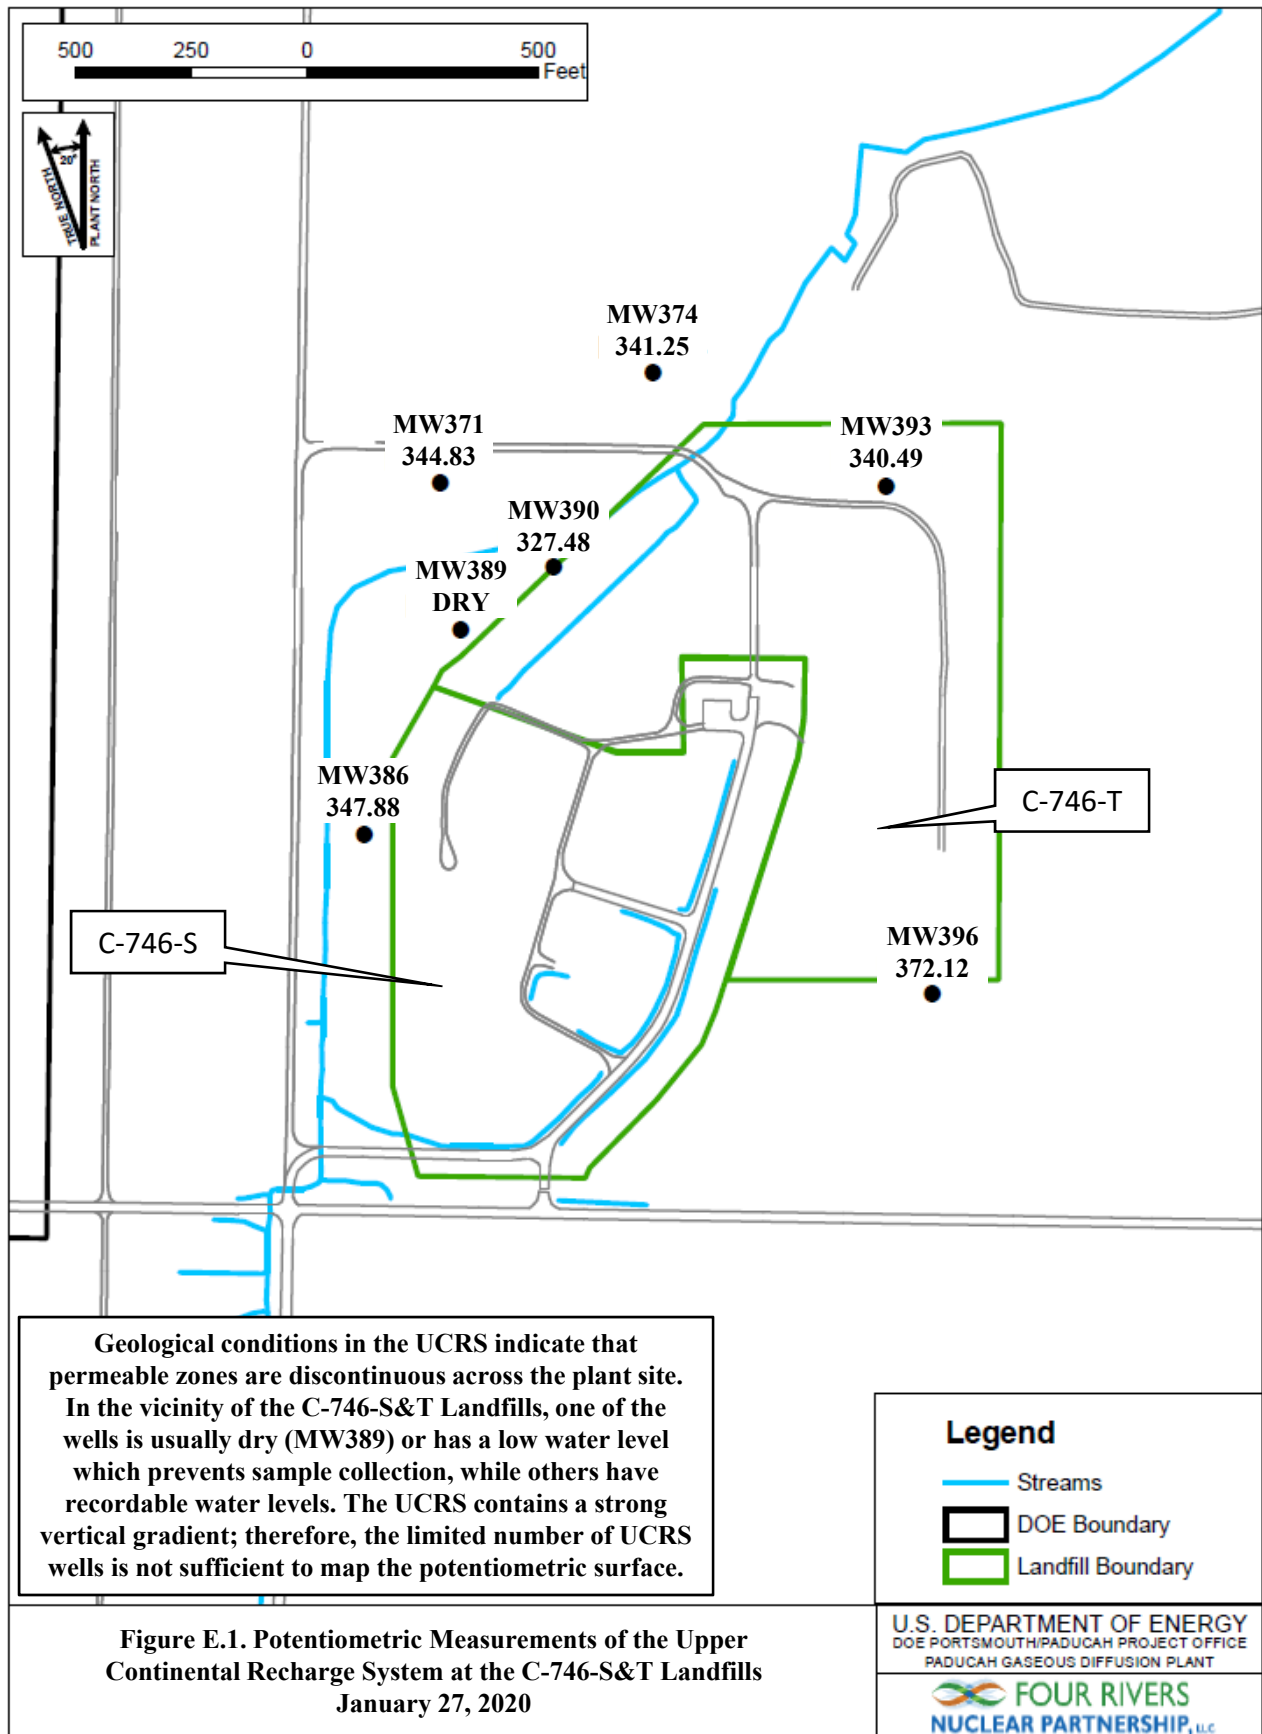 500 250 0 500
Feet
TRUE NORTH
20°
PLANT NORTH
MW374
341.25
MW371
344.83
MW393
340.49
MW390
327.48
MW389
DRY
MW386
347.88
C-746-T
C-746-S
MW396
372.12
Geological conditions in the UCRS indicate that
permeable zones are discontinuous across the plant site.
In the vicinity of the C-746-S&T Landfills, one of the
wells is usually dry (MW389) or has a low water level
which prevents sample collection, while others have
recordable water levels. The UCRS contains a strong
vertical gradient; therefore, the limited number of UCRS
wells is not sufficient to map the potentiometric surface.
Legend
Streams
DOE Boundary
Landfill Boundary
Figure E.1. Potentiometric Measurements of the Upper
Continental Recharge System at the C-746-S&T Landfills
January 27, 2020
U.S. DEPARTMENT OF ENERGY
DOE PORTSMOUTH/PADUCAH PROJECT OFFICE
PADUCAH GASEOUS DIFFUSION PLANT
FOUR RIVERS
NUCLEAR PARTNERSHIP, LLC